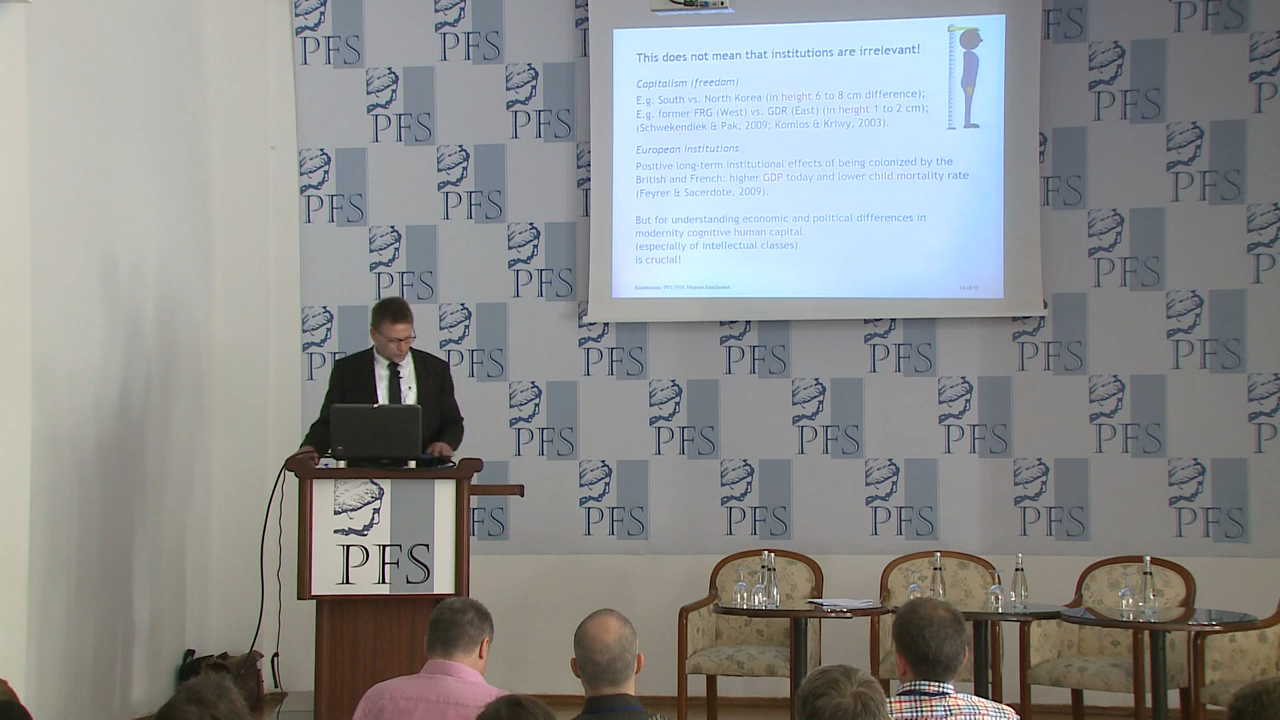 This does not mean that institutions are irrelevant!
Capitalism (freedom)
E.g. South vs. North Korea (in height 6 to 8 cm difference);
E.g. former FRG (West) vs. GDR (East) (in height 1 to 2 cm);
(Schwekendiek & Pak, 2009; Komlos & Kriwy, 2003).
European institutions
Positive long-term institutional effects of being colonized by the
British and French: higher GDP today and lower child mortality rate
(Feyrer & Sacerdote, 2009).
But for understanding economic and political differences in
modernity cognitive human capital
(especially of intellectual classes)
is crucial!
PFS